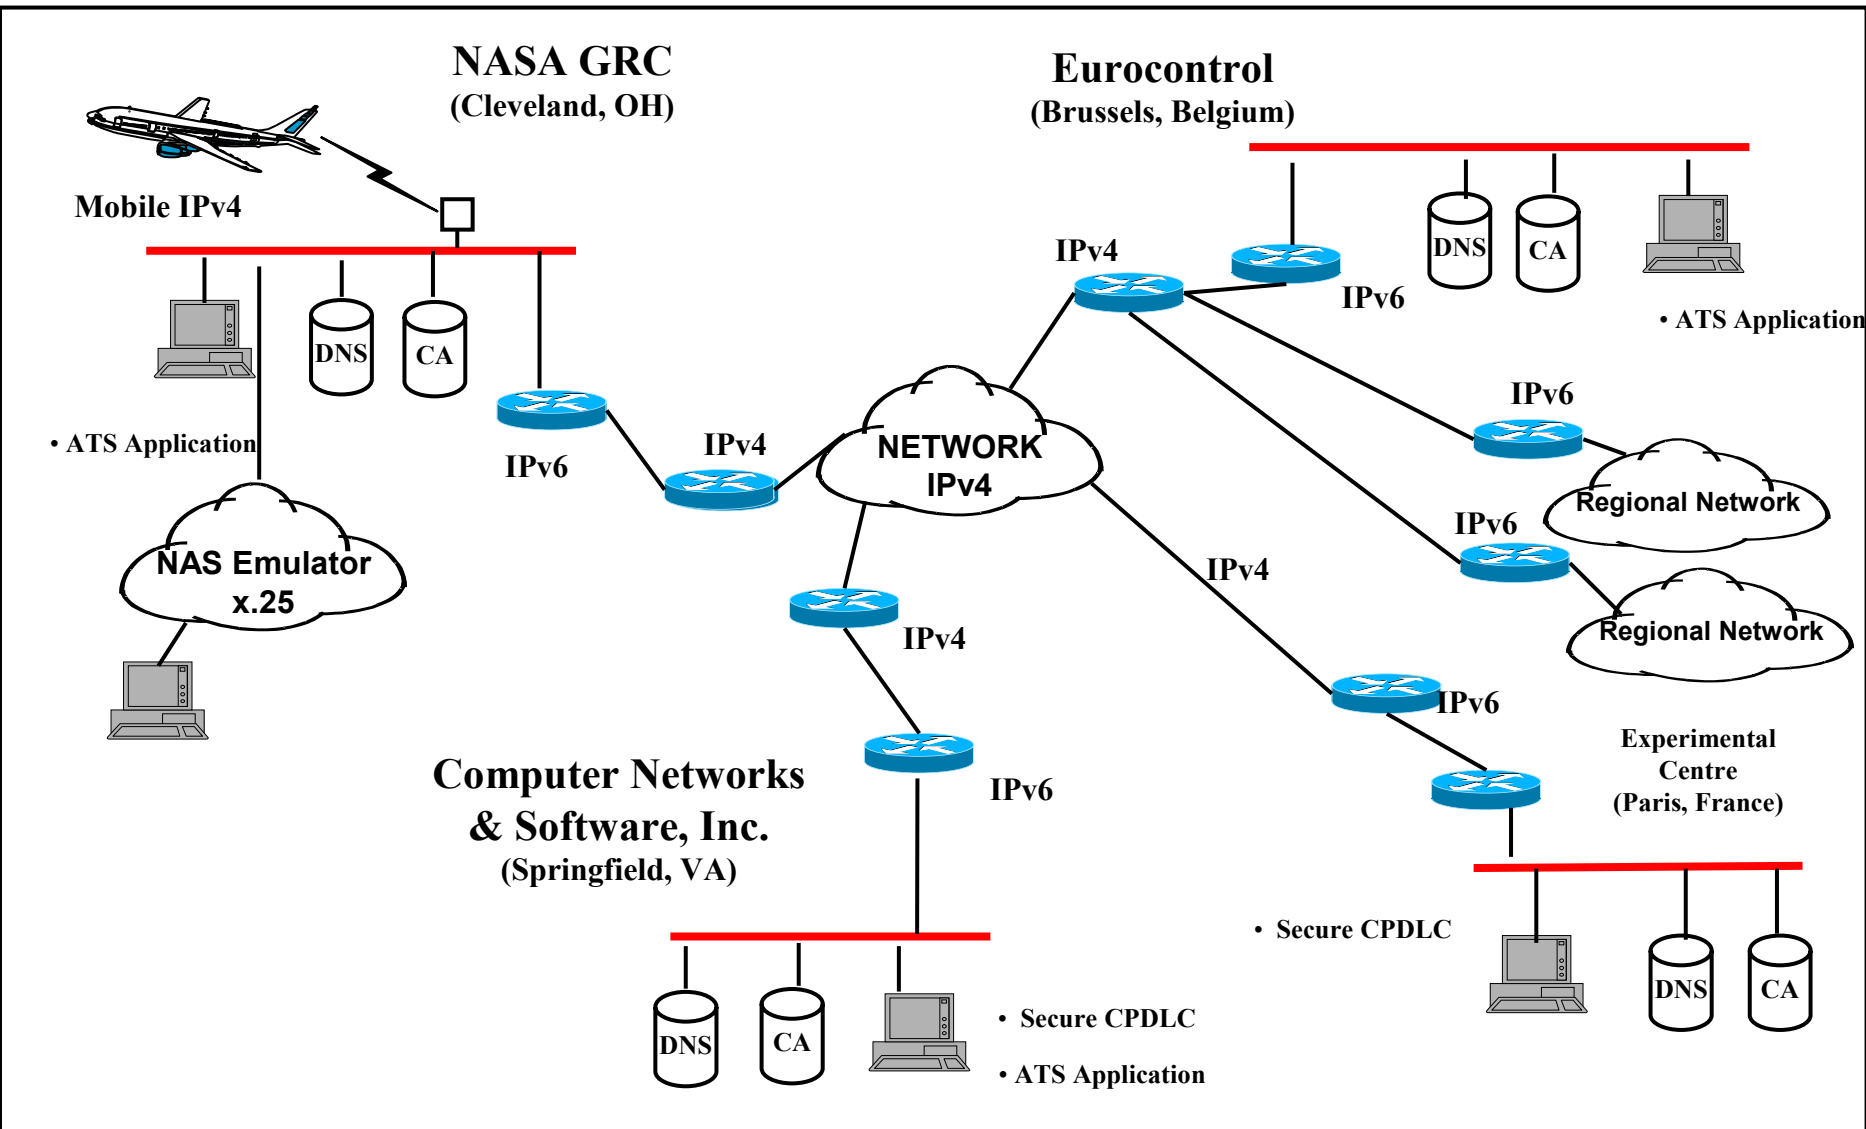 NASA GRC
(Cleveland, OH)
Eurocontrol
(Brussels, Belgium)
Mobile IPv4
DNS
CA
• ATS Application
IPv6
IPv4
NAS Emulator
x.25
NETWORK
IPv4
IPv4
IPv6
DNS
CA
• ATS Application
IPv6
Regional Network
IPv6
Regional Network
IPv4
IPv6
Experimental
Centre
(Paris, France)
• Secure CPDLC
DNS
CA
IPv4
IPv6
Computer Networks
& Software, Inc.
(Springfield, VA)
DNS
CA
• Secure CPDLC
• ATS Application